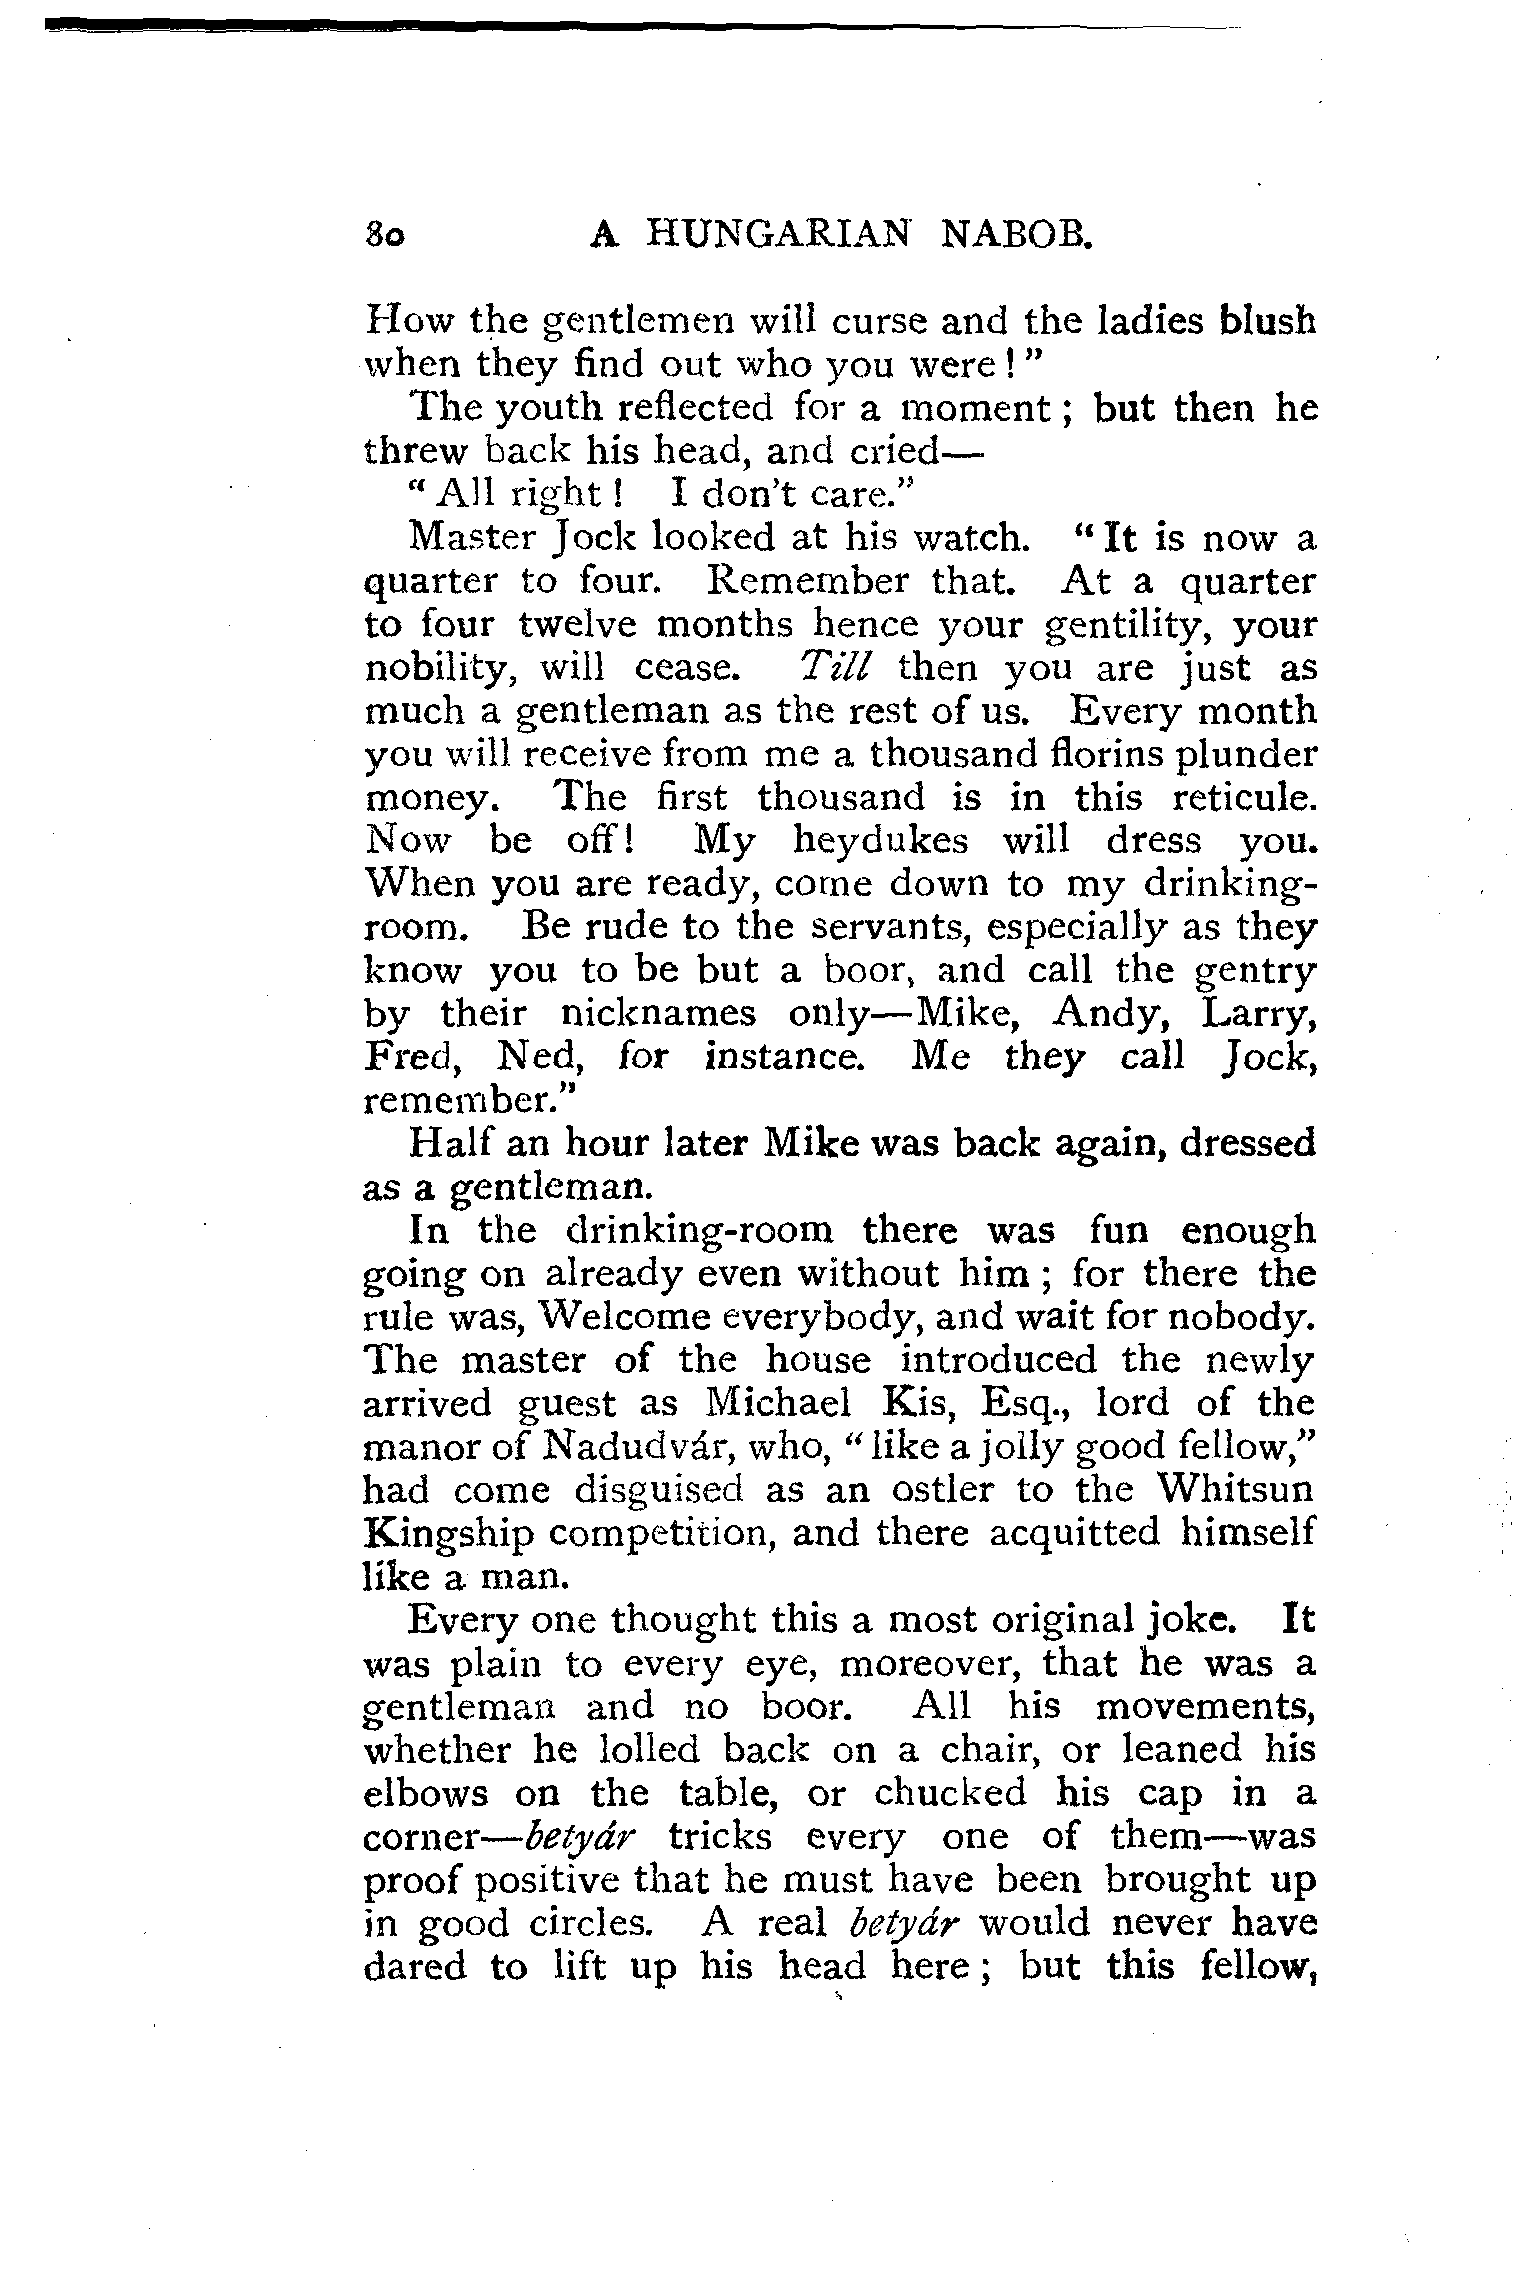 80 A HUNGARIAN NABOB.
How the gentlemen will curse and the ladies blush
when they find out who you were!"
The youth reflected for a moment; but then he
threw back his head, and cried—
"All right! I don't care."
Master Jock looked at his watch. "It is now a
quarter to four. Remember that. At a quarter
to four twelve months hence your gentility, your
nobility, will cease. Till then you are just as
much a gentleman as the rest of us. Every month
you will receive from me a thousand florins plunder
money. The first thousand is in this reticule.
Now be off! My heydukes will dress you.
When you are ready, come down to my drinking-
room. Be rude to the servants, especially as they
know you to be but a boor, and call the gentry
by their nicknames only—Mike, Andy, Larry,
Fred, Ned, for instance. Me they call Jock,
remember."
Half an hour later Mike was back again, dressed
as a gentleman.
In the drinking-room there was fun enough
going on already even without him; for there the
rule was, Welcome everybody, and wait for nobody.
The master of the house introduced the newly
arrived guest as Michael Kis, Esq., lord of the
manor of Nadudvár, who, "like a jolly good fellow,"
had come disguised as an ostler to the Whitsun
Kingship competition, and there acquitted himself
like a man.
Every one thought this a most original joke. It
was plain to every eye, moreover, that he was a
gentleman and no boor. All his movements,
whether he lolled back on a chair, or leaned his
elbows on the table, or chucked his cap in a
corner—betyár tricks every one of them—was
proof positive that he must have been brought up
in good circles. A real betyár would never have
dared to lift up his head here; but this fellow,